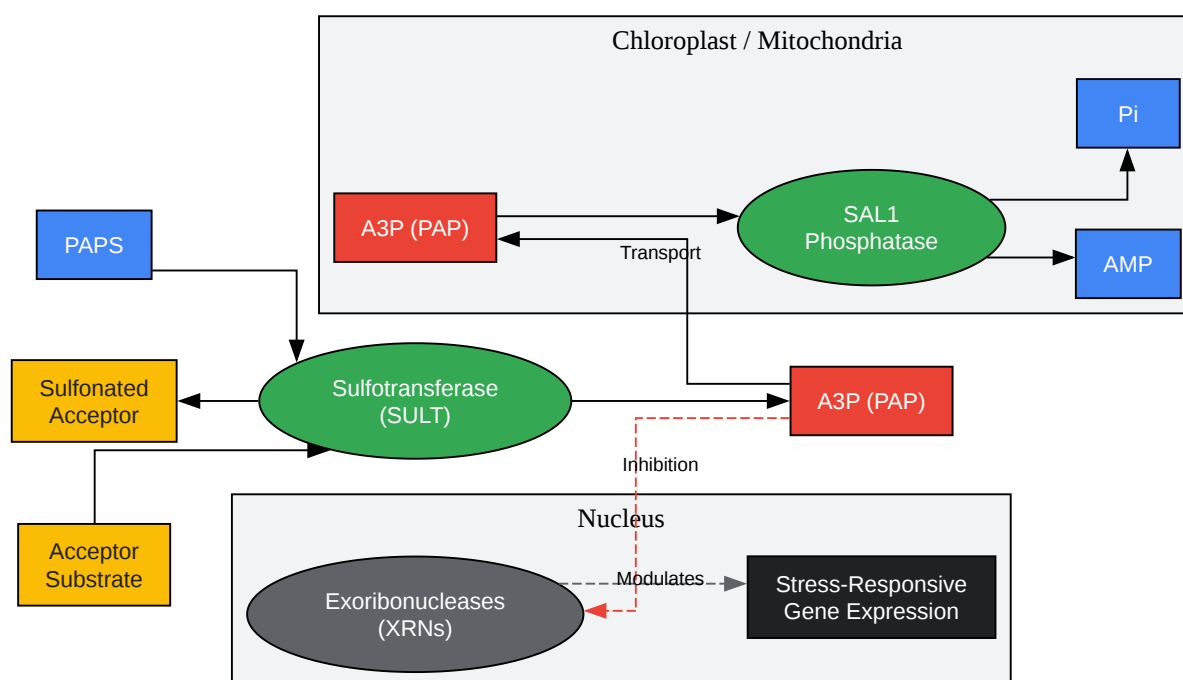 Chloroplast / Mitochondria
Pi
A3P (PAP)
SAL1
Phosphatase
PAPS
Transport
AMP
Sulfonated
Acceptor
Sulfotransferase
(SULT)
A3P (PAP)
Inhibition
Nucleus
Acceptor
Substrate
Exoribonucleases
(XRNs)
Modulates
Stress-Responsive
Gene Expression